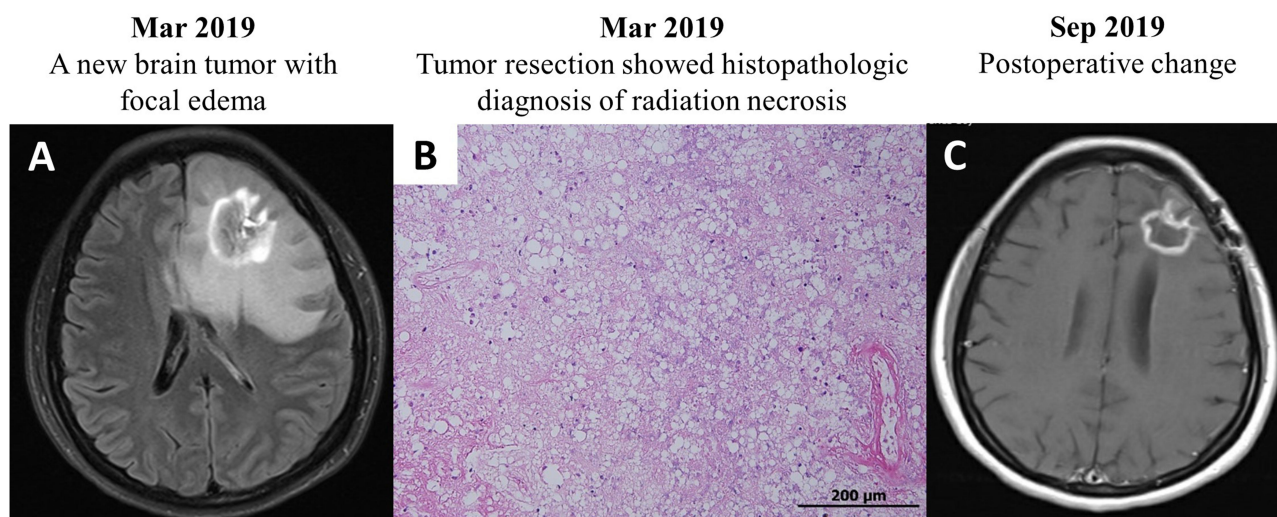 Mar 2019
A new brain tumor with
focal edema
Mar 2019
Tumor resection showed histopathologic
diagnosis of radiation necrosis
Sep 2019
Postoperative change
A
B
C
200 µm